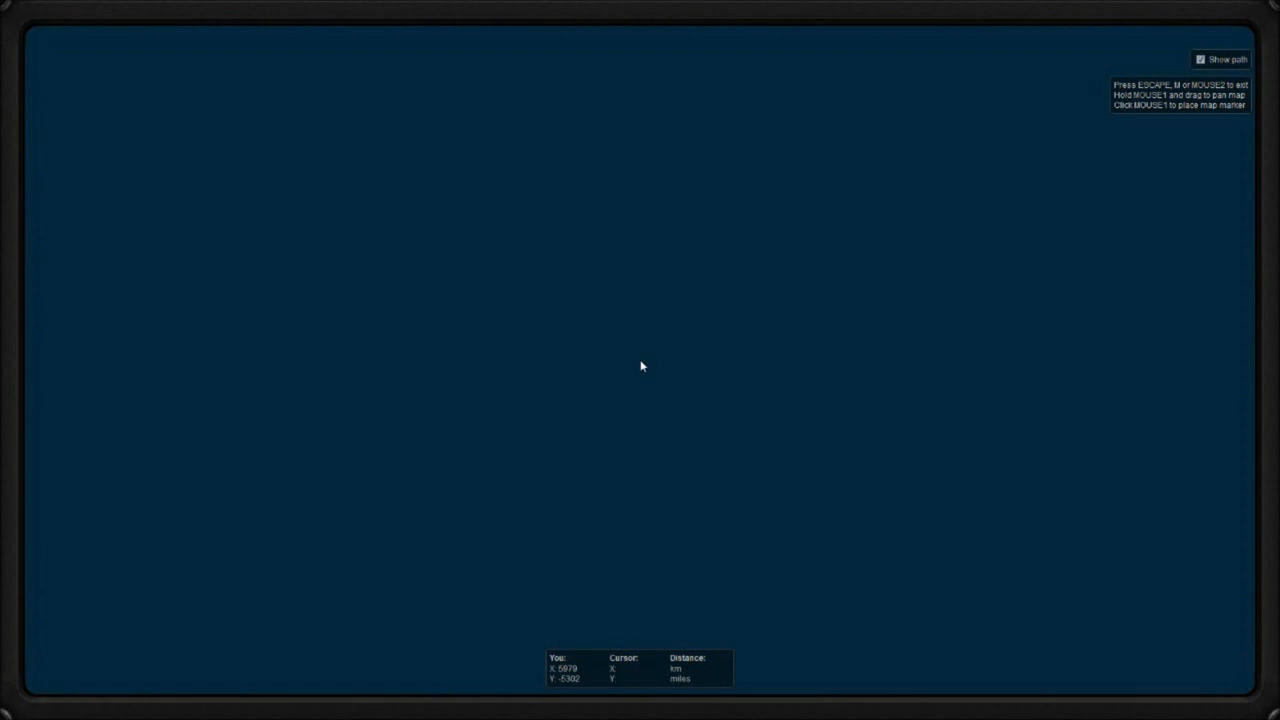 Show path
Press ESCAPE, M or MOUSE2 to exit
Hold MOUSE1 and drag to pan map
Click MOUSE1 to place map marker
You: Cursor: Distance:
X: 5979 X: km
Y: -5302 Y: miles